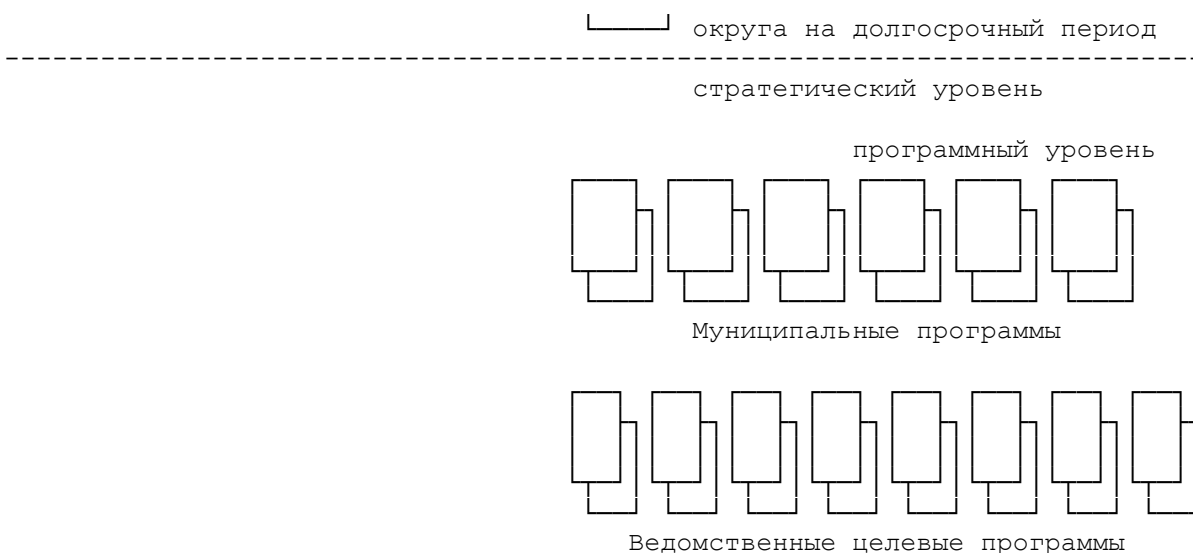 округа на долгосрочный период
стратегический уровень
программный уровень
Муниципальные программы
Ведомственные целевые программы